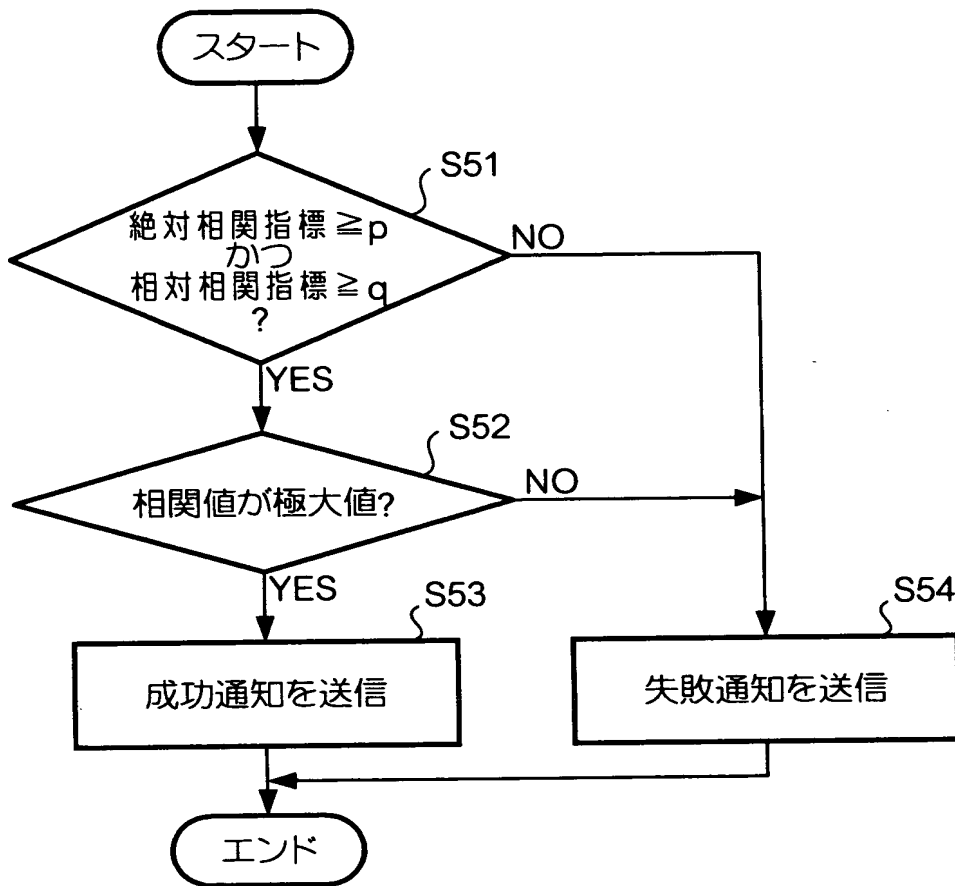 スタート
S51
絶対相関指標≧p
かつ
相対相関指標≧q
?
NO
YES
S52
相関値が極大値?
NO
YES
S53
成功通知を送信
S54
失敗通知を送信
エンド